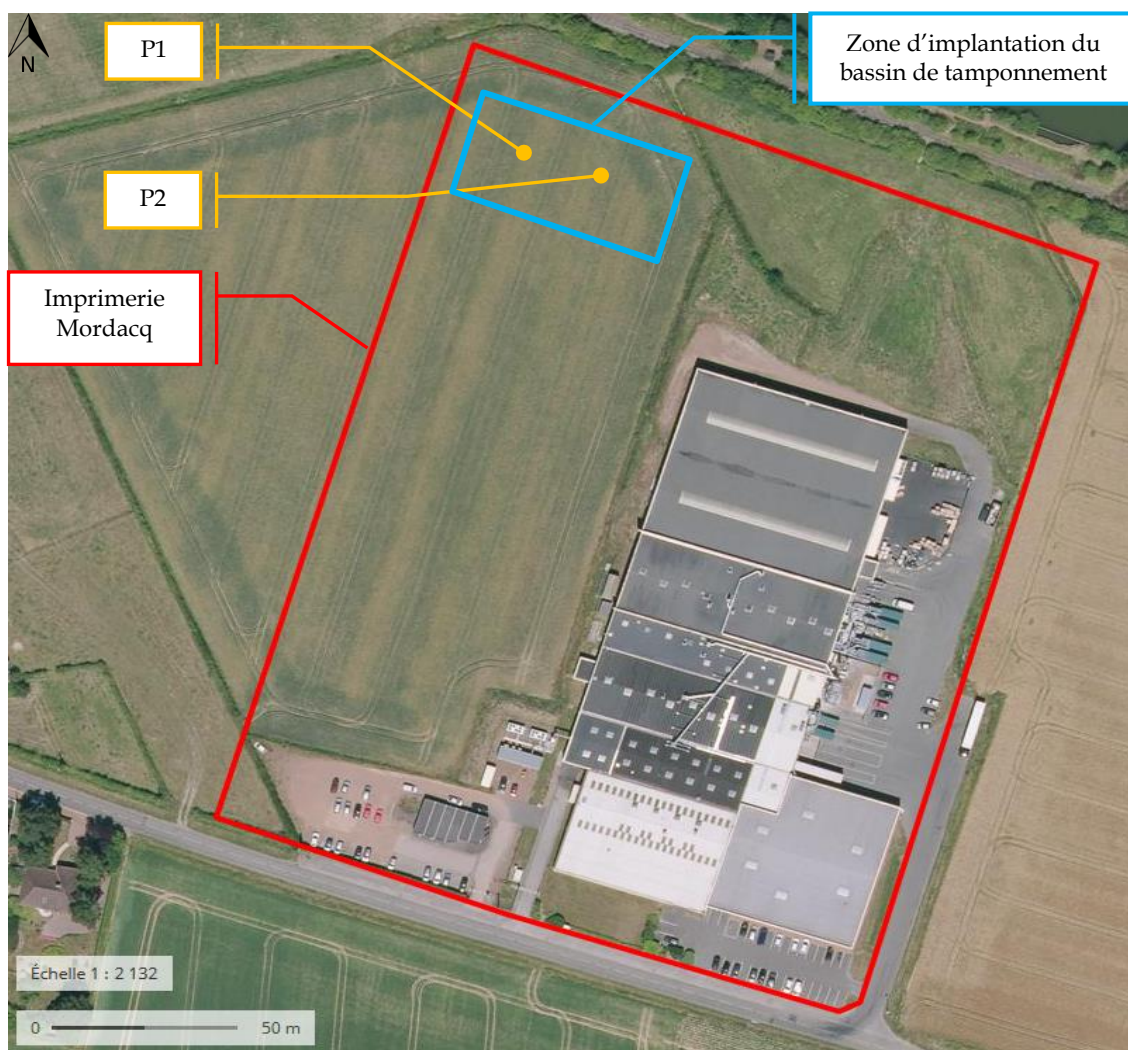 N
P1
Zone d’implantation du
bassin de tamponnement
P2
Imprimerie
Mordacq
Échelle 1 : 2 132
0 50 m